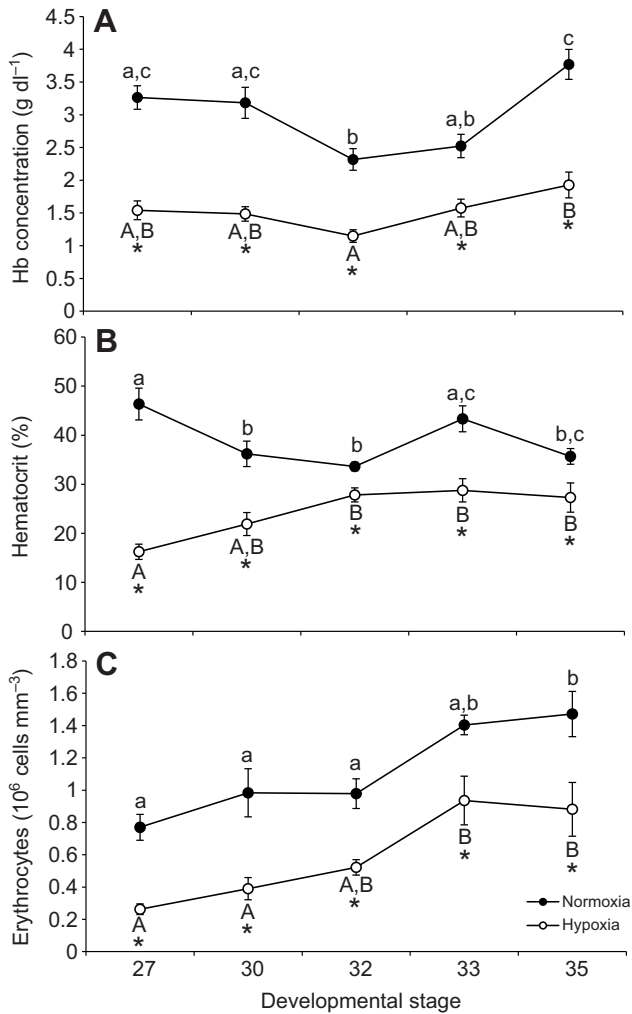 A
Hb concentration (g dl⁻¹)
4.5
4
3.5
3
2.5
2
1.5
1
0.5
0
a,c
a,c
b
a,b
c
A,B
*
A,B
*
A
*
A,B
*
B
*
B
Hematocrit (%)
60
50
40
30
20
10
0
a
b
b
a,c
b,c
A
*
A,B
*
B
*
B
*
B
*
C
Erythrocytes (10⁶ cells mm⁻³)
1.8
1.6
1.4
1.2
1
0.8
0.6
0.4
0.2
0
a
a
a
a,b
b
A
*
A
*
A,B
*
B
*
B
*
Normoxia
Hypoxia
27 30 32 33 35
Developmental stage